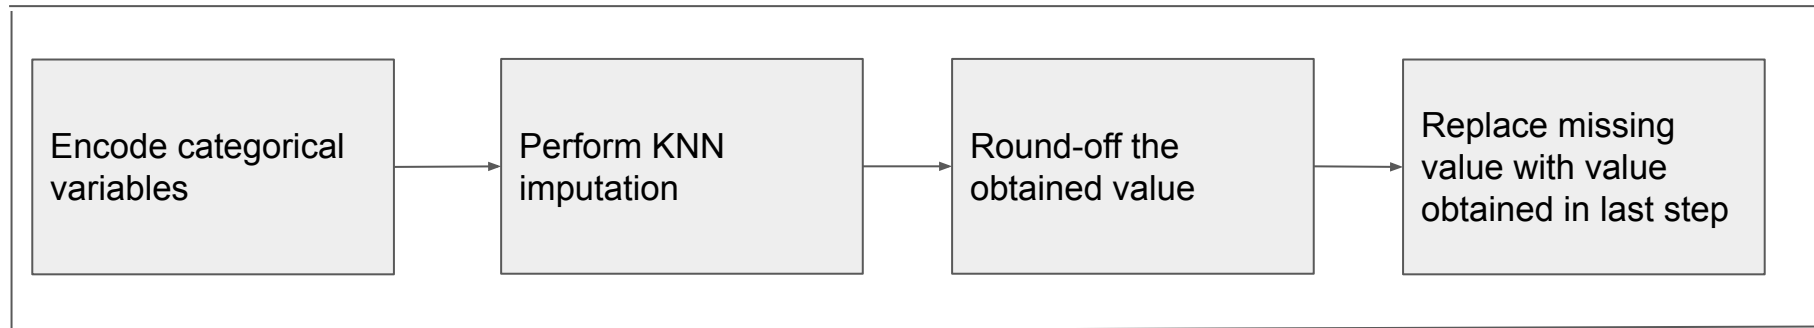 Encode categorical
variables
Perform KNN
imputation
Round-off the
obtained value
Replace missing
value with value
obtained in last step